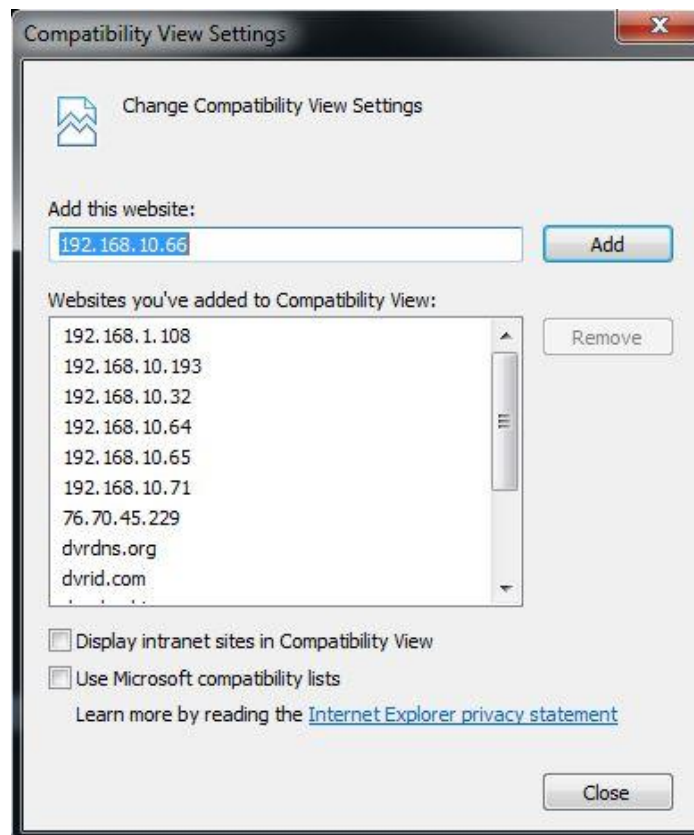 Compatibility View Settings
Change Compatibility View Settings
Add this website:
192.168.10.66
Add
Websites you've added to Compatibility View:
192.168.1.108
Remove
192.168.10.193
192.168.10.32
192.168.10.64
192.168.10.65
192.168.10.71
76.70.45.229
dvrdns.org
dvrid.com
Display intranet sites in Compatibility View
Use Microsoft compatibility lists
Learn more by reading the Internet Explorer privacy statement
Close